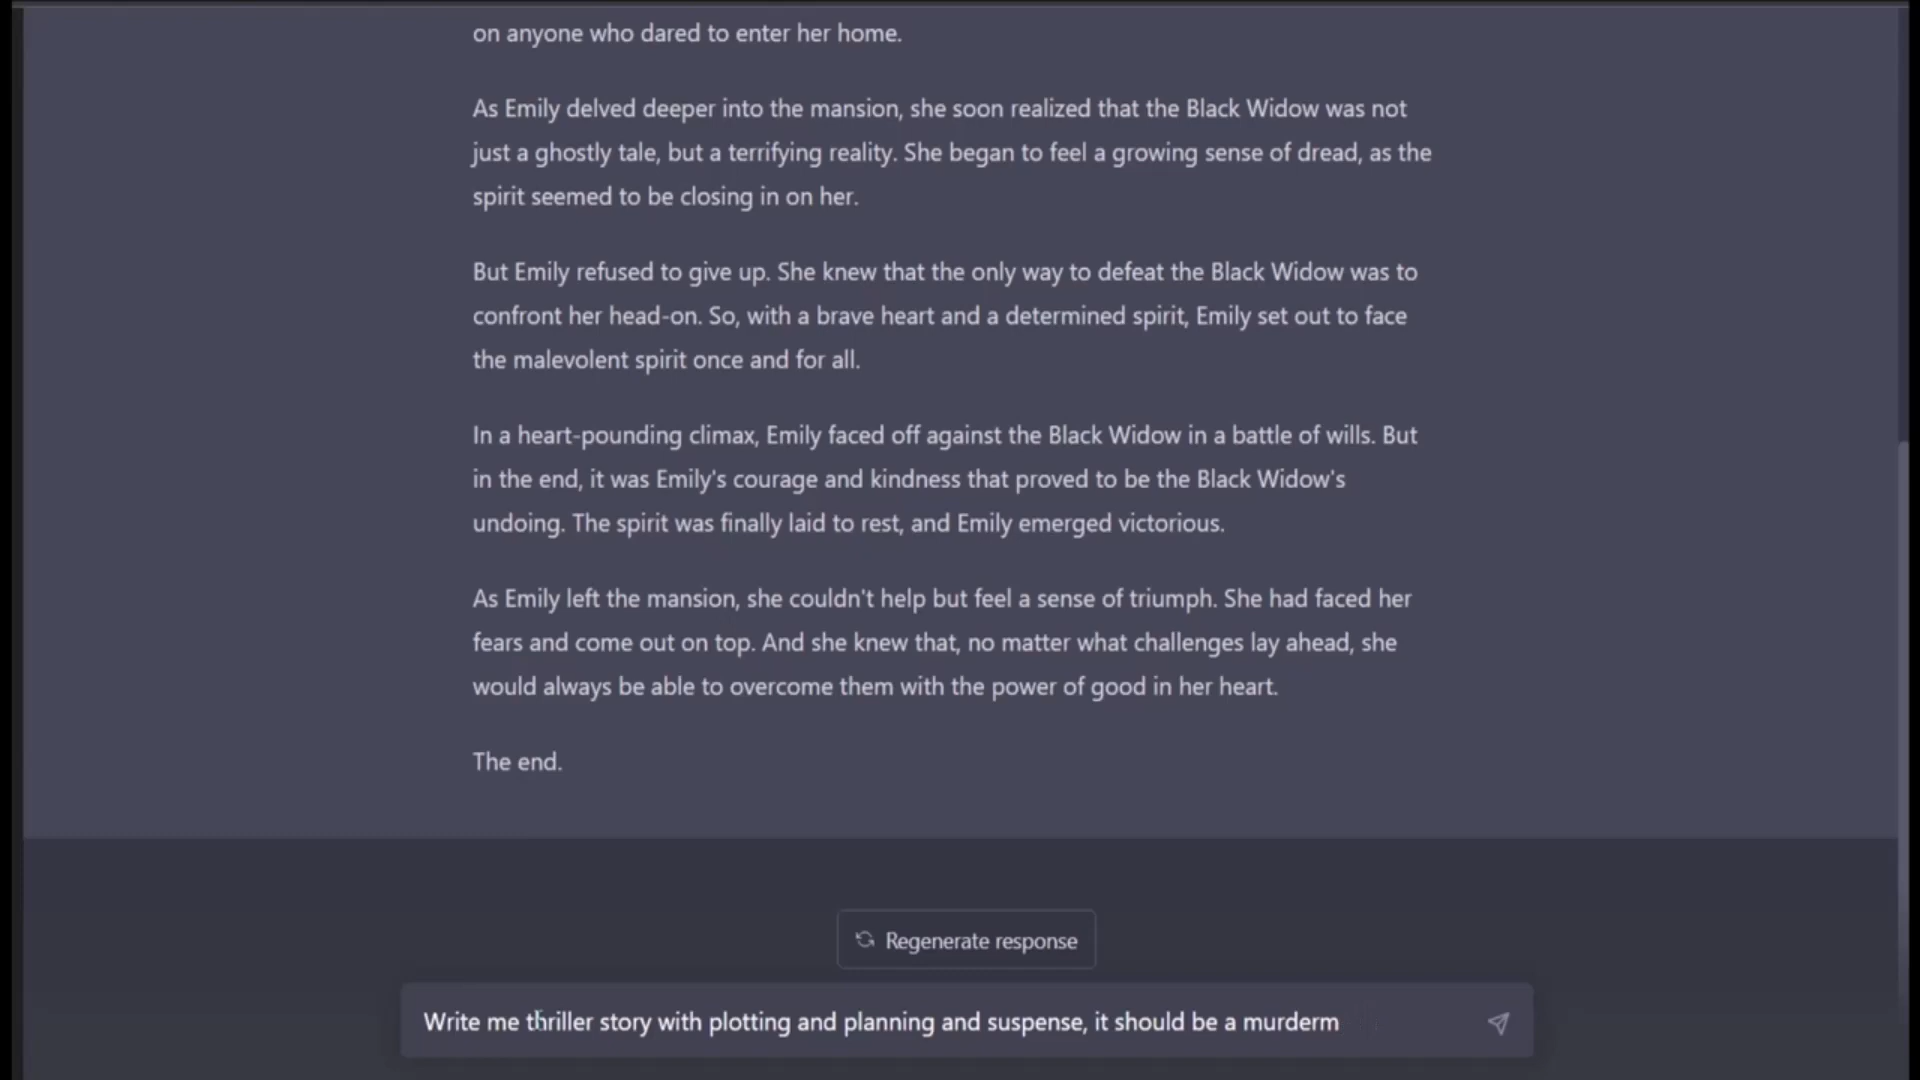 on anyone who dared to enter her home.
As Emily delved deeper into the mansion, she soon realized that the Black Widow was not
just a ghostly tale, but a terrifying reality. She began to feel a growing sense of dread, as the
spirit seemed to be closing in on her.
But Emily refused to give up. She knew that the only way to defeat the Black Widow was to
confront her head-on. So, with a brave heart and a determined spirit, Emily set out to face
the malevolent spirit once and for all.
In a heart-pounding climax, Emily faced off against the Black Widow in a battle of wills. But
in the end, it was Emily's courage and kindness that proved to be the Black Widow's
undoing. The spirit was finally laid to rest, and Emily emerged victorious.
As Emily left the mansion, she couldn't help but feel a sense of triumph. She had faced her
fears and come out on top. And she knew that, no matter what challenges lay ahead, she
would always be able to overcome them with the power of good in her heart.
The end.
Regenerate response
Write me thriller story with plotting and planning and suspense, it should be a murderm